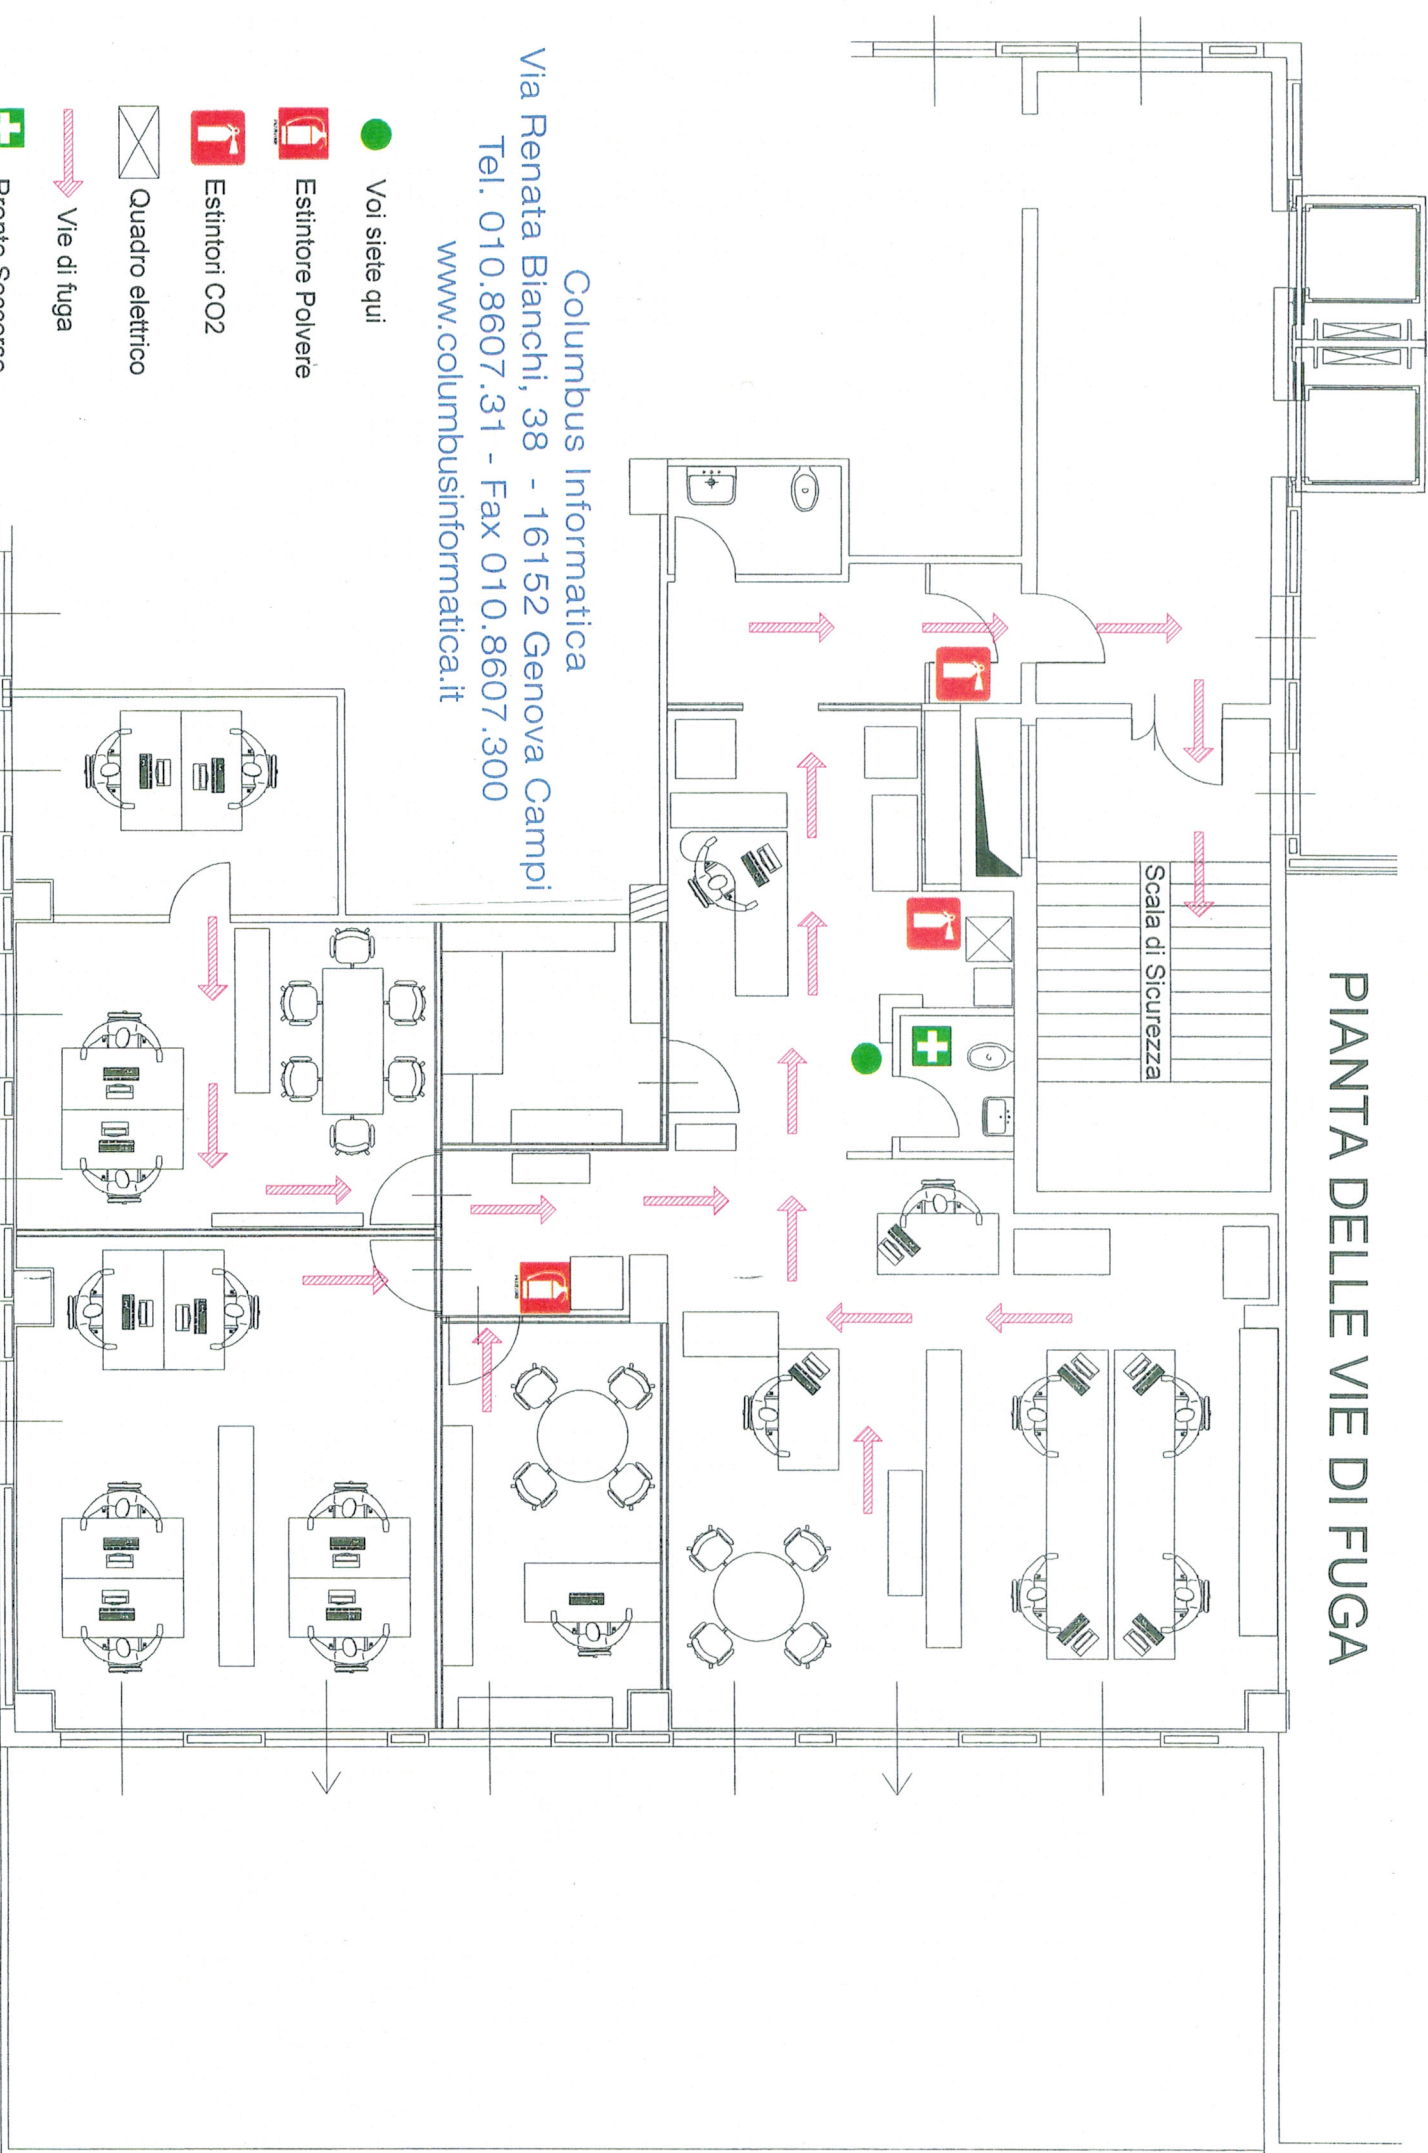 PIANTA DELLE VIE DI FUGA
Scala di Sicurezza
Columbus Informatica
Via Renata Bianchi, 38 - 16152 Genova Campi
Tel. 010.8607.31 - Fax 010.8607.300
www.columbusinformatica.it
Voi siete qui
Estintore Polvere
Estintori CO2
Quadro elettrico
Vie di fuga
Pronto Soccorso